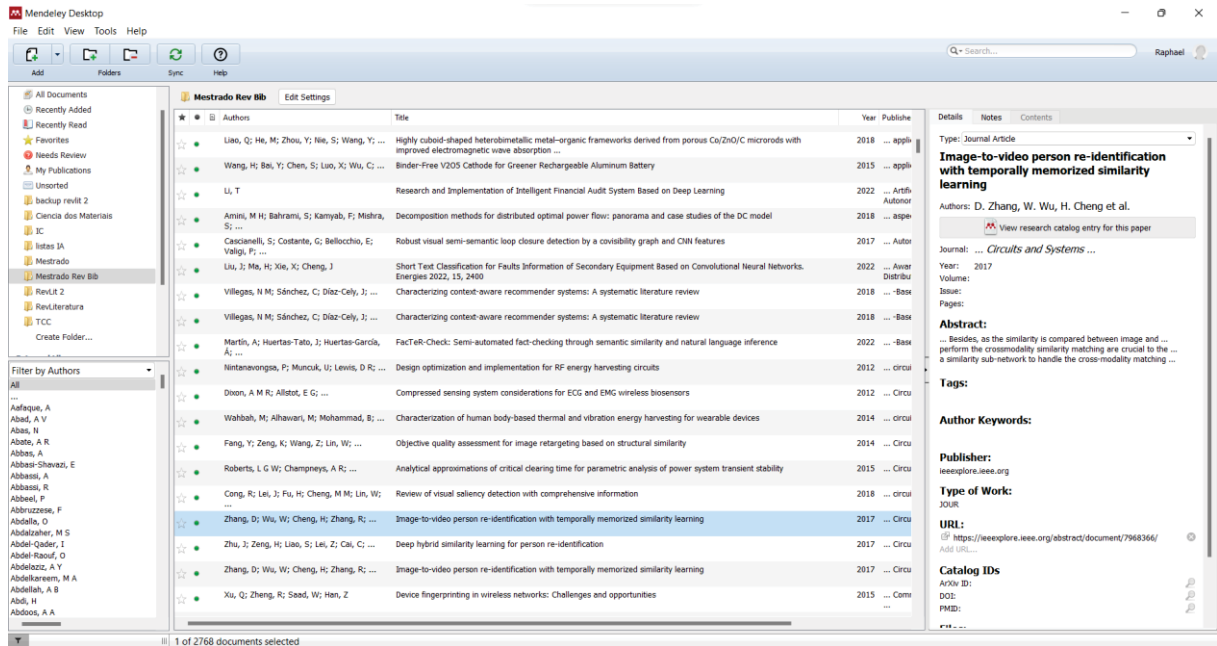 Mendeley Desktop
File Edit View Tools Help
Add Folders Sync Help
Search...
Raphael
All Documents
Recently Added
Recently Read
Favorites
Needs Review
My Publications
Unsorted
backup revlit 2
Ciencia dos Materiais
IC
listas IA
Mestrado
Mestrado Rev Bib
RevLit 2
RevLiteratura
TCC
Create Folder...
Filter by Authors
All
...
Aafaque, A
Abad, A V
Abas, N
Abate, A R
Abbas, A
Abbasi-Shavazi, E
Abbassi, A
Abbassi, R
Abbeel, P
Abbruzzese, F
Abdalla, O
Abdalzaher, M S
Abdel-Qader, I
Abdel-Raouf, O
Abdelaziz, A Y
Abdelkareem, M A
Abdellah, A B
Abdi, H
Abdoos, A A
Mestrado Rev Bib Edit Settings
Authors Title Year Publishe
Liao, Q; He, M; Zhou, Y; Nie, S; Wang, Y; ... Highly cuboid-shaped heterobimetallic metal–organic frameworks derived from porous Co/ZnO/C microrods with 2018 ... appli
improved electromagnetic wave absorption ...
Wang, H; Bai, Y; Chen, S; Luo, X; Wu, C; ... Binder-Free V2O5 Cathode for Greener Rechargeable Aluminum Battery 2015 ... appli
Li, T Research and Implementation of Intelligent Financial Audit System Based on Deep Learning 2022 ... Artifi
Autonor
Amini, M H; Bahrami, S; Kamyab, F; Mishra, Decomposition methods for distributed optimal power flow: panorama and case studies of the DC model 2018 ... aspe
S; ...
Cascianelli, S; Costante, G; Bellocchio, E; Robust visual semi-semantic loop closure detection by a covisibility graph and CNN features 2017 ... Autor
Valigi, P; ...
Liu, J; Ma, H; Xie, X; Cheng, J Short Text Classification for Faults Information of Secondary Equipment Based on Convolutional Neural Networks. 2022 ... Awar
Energies 2022, 15, 2400 Distribu
Villegas, N M; Sánchez, C; Díaz-Cely, J; ... Characterizing context-aware recommender systems: A systematic literature review 2018 ... -Base
Villegas, N M; Sánchez, C; Díaz-Cely, J; ... Characterizing context-aware recommender systems: A systematic literature review 2018 ... -Base
Martín, A; Huertas-Tato, J; Huertas-García, FacTeR-Check: Semi-automated fact-checking through semantic similarity and natural language inference 2022 ... -Base
Á; ...
Nintanavongsa, P; Muncuk, U; Lewis, D R; ... Design optimization and implementation for RF energy harvesting circuits 2012 ... circui
Dixon, A M R; Allstot, E G; ... Compressed sensing system considerations for ECG and EMG wireless biosensors 2012 ... Circu
Wahbah, M; Alhawari, M; Mohammad, B; ... Characterization of human body-based thermal and vibration energy harvesting for wearable devices 2014 ... circui
Fang, Y; Zeng, K; Wang, Z; Lin, W; ... Objective quality assessment for image retargeting based on structural similarity 2014 ... Circu
Roberts, L G W; Champneys, A R; ... Analytical approximations of critical clearing time for parametric analysis of power system transient stability 2015 ... Circu
Cong, R; Lei, J; Fu, H; Cheng, M M; Lin, W; Review of visual saliency detection with comprehensive information 2018 ... circui
...
Zhang, D; Wu, W; Cheng, H; Zhang, R; ... Image-to-video person re-identification with temporally memorized similarity learning 2017 ... Circu
Zhu, J; Zeng, H; Liao, S; Lei, Z; Cai, C; ... Deep hybrid similarity learning for person re-identification 2017 ... Circu
Zhang, D; Wu, W; Cheng, H; Zhang, R; ... Image-to-video person re-identification with temporally memorized similarity learning 2017 ... Circu
Xu, Q; Zheng, R; Saad, W; Han, Z Device fingerprinting in wireless networks: Challenges and opportunities 2015 ... Comr
...
Details Notes Contents
Type: Journal Article
Image-to-video person re-identification
with temporally memorized similarity
learning
Authors: D. Zhang, W. Wu, H. Cheng et al.
View research catalog entry for this paper
Journal: ... Circuits and Systems ...
Year: 2017
Volume:
Issue:
Pages:
Abstract:
... Besides, as the similarity is compared between image and ...
perform the crossmodality similarity matching are crucial to the ...
a similarity sub-network to handle the cross-modality matching ...
Tags:
Author Keywords:
Publisher:
ieeexplore.ieee.org
Type of Work:
JOUR
URL:
https://ieeexplore.ieee.org/abstract/document/7968366/
Add URL...
Catalog IDs
ArXiv ID:
DOI:
PMID:
1 of 2768 documents selected